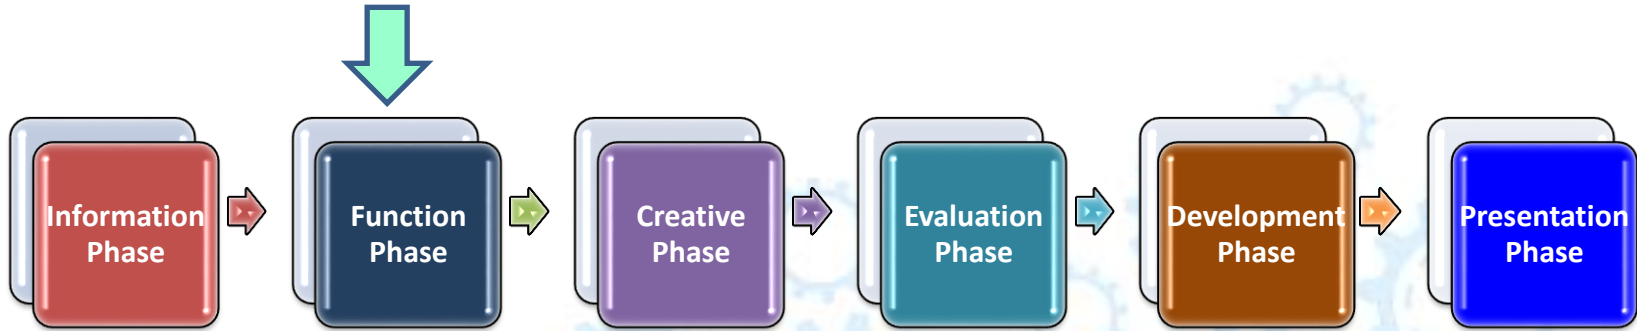 Information
Phase
Function
Phase
Creative
Phase
Evaluation
Phase
Development
Phase
Presentation
Phase